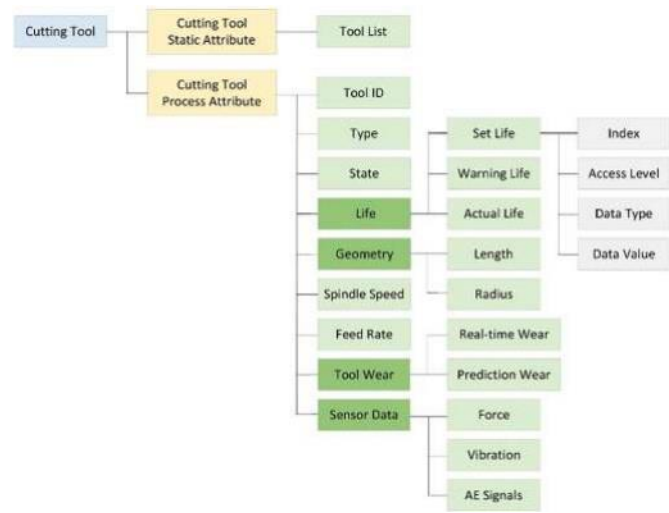 Cutting Tool
Cutting Tool
Static Attribute
Tool List
Cutting Tool
Process Attribute
Tool ID
Type
Set Life
Index
State
Warning Life
Access Level
Life
Actual Life
Data Type
Geometry
Length
Data Value
Spindle Speed
Radius
Feed Rate
Real-time Wear
Tool Wear
Prediction Wear
Sensor Data
Force
Vibration
AE Signals